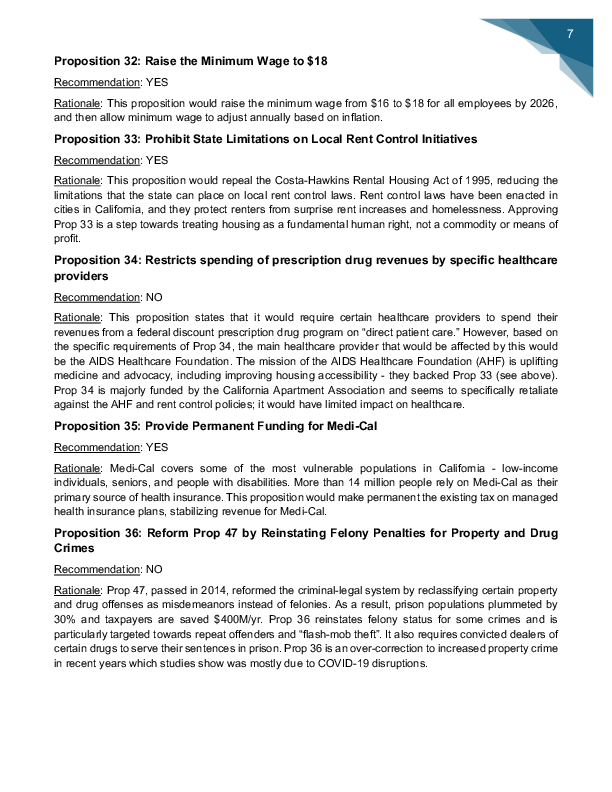 7
Proposition 32: Raise the Minimum Wage to $18
Recommendation: YES
Rationale: This proposition would raise the minimum wage from $16 to $18 for all employees by 2026,
and then allow minimum wage to adjust annually based on inflation.
Proposition 33: Prohibit State Limitations on Local Rent Control Initiatives
Recommendation: YES
Rationale: This proposition would repeal the Costa-Hawkins Rental Housing Act of 1995, reducing the
limitations that the state can place on local rent control laws. Rent control laws have been enacted in
cities in California, and they protect renters from surprise rent increases and homelessness. Approving
Prop 33 is a step towards treating housing as a fundamental human right, not a commodity or means of
profit.
Proposition 34: Restricts spending of prescription drug revenues by specific healthcare
providers
Recommendation: NO
Rationale: This proposition states that it would require certain healthcare providers to spend their
revenues from a federal discount prescription drug program on “direct patient care.” However, based on
the specific requirements of Prop 34, the main healthcare provider that would be affected by this would
be the AIDS Healthcare Foundation. The mission of the AIDS Healthcare Foundation (AHF) is uplifting
medicine and advocacy, including improving housing accessibility - they backed Prop 33 (see above).
Prop 34 is majorly funded by the California Apartment Association and seems to specifically retaliate
against the AHF and rent control policies; it would have limited impact on healthcare.
Proposition 35: Provide Permanent Funding for Medi-Cal
Recommendation: YES
Rationale: Medi-Cal covers some of the most vulnerable populations in California - low-income
individuals, seniors, and people with disabilities. More than 14 million people rely on Medi-Cal as their
primary source of health insurance. This proposition would make permanent the existing tax on managed
health insurance plans, stabilizing revenue for Medi-Cal.
Proposition 36: Reform Prop 47 by Reinstating Felony Penalties for Property and Drug
Crimes
Recommendation: NO
Rationale: Prop 47, passed in 2014, reformed the criminal-legal system by reclassifying certain property
and drug offenses as misdemeanors instead of felonies. As a result, prison populations plummeted by
30% and taxpayers are saved $400M/yr. Prop 36 reinstates felony status for some crimes and is
particularly targeted towards repeat offenders and “flash-mob theft”. It also requires convicted dealers of
certain drugs to serve their sentences in prison. Prop 36 is an over-correction to increased property crime
in recent years which studies show was mostly due to COVID-19 disruptions.